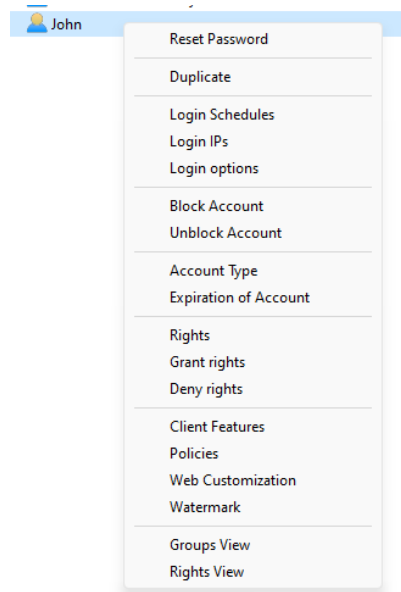 John
Reset Password
Duplicate
Login Schedules
Login IPs
Login options
Block Account
Unblock Account
Account Type
Expiration of Account
Rights
Grant rights
Deny rights
Client Features
Policies
Web Customization
Watermark
Groups View
Rights View